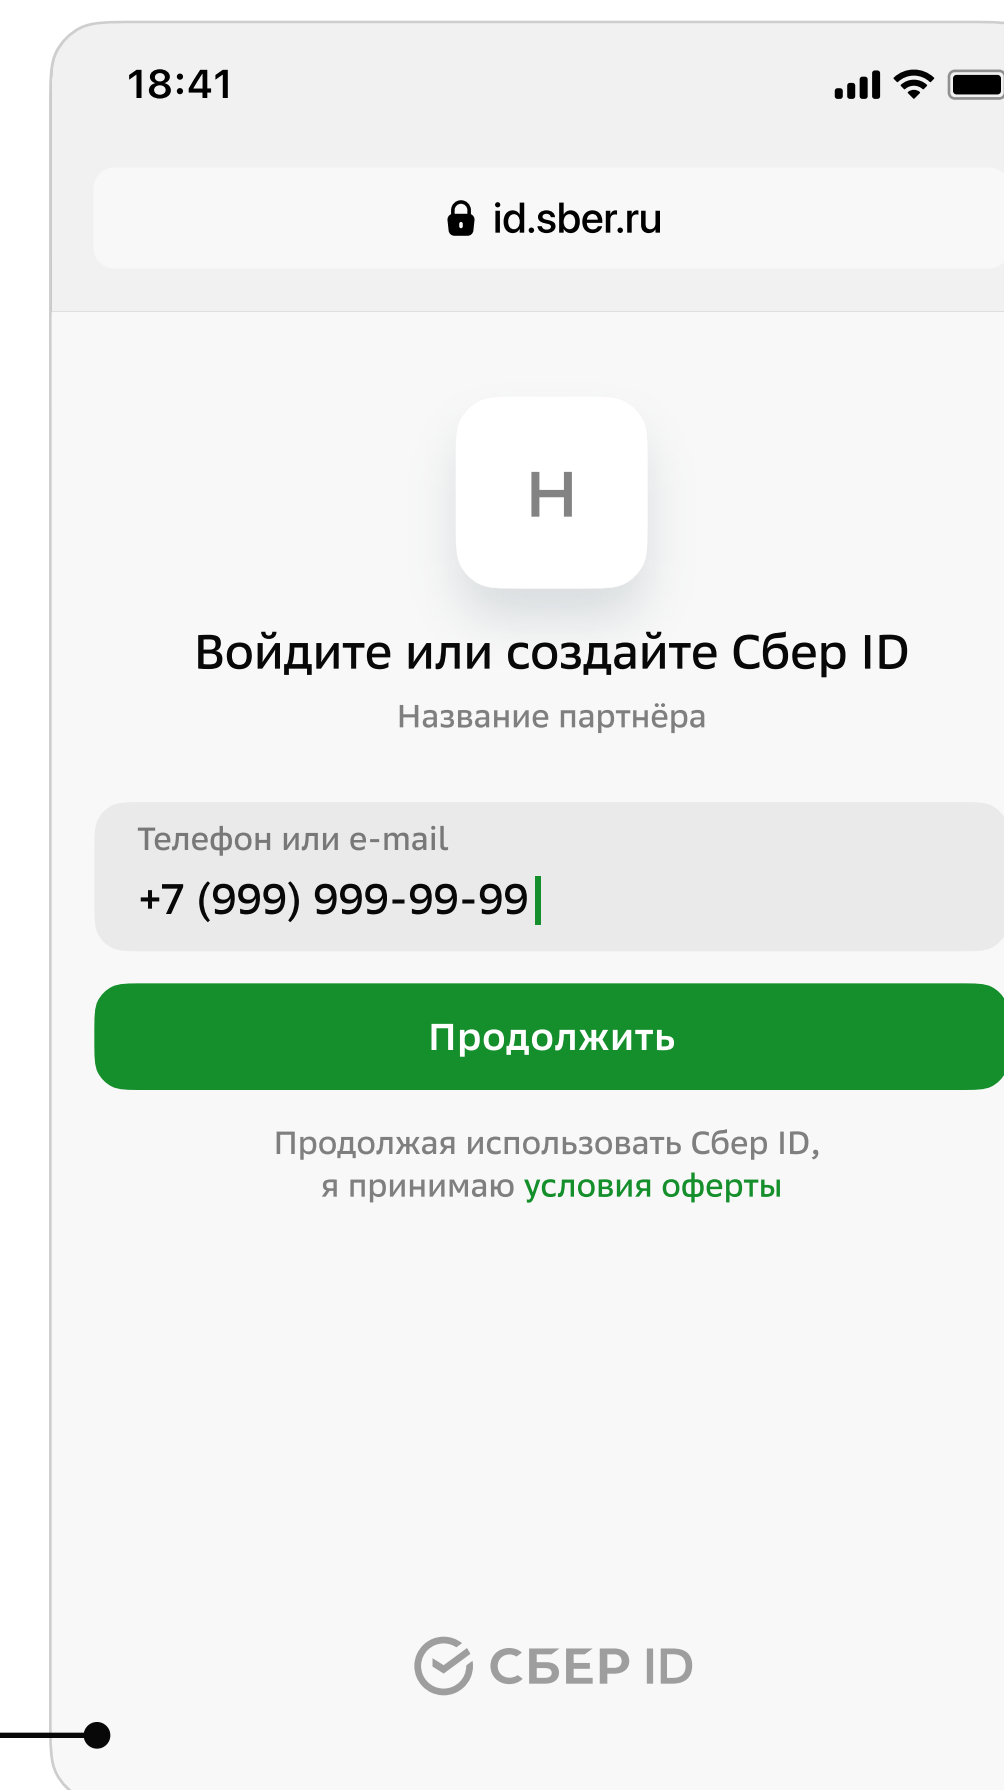 18:41
id.sber.ru
Н
Войдите или создайте Сбер ID
Название партнёра
Телефон или e-mail
+7 (999) 999-99-99
Продолжить
Продолжая использовать Сбер ID,
я принимаю условия оферты
СБЕР ID